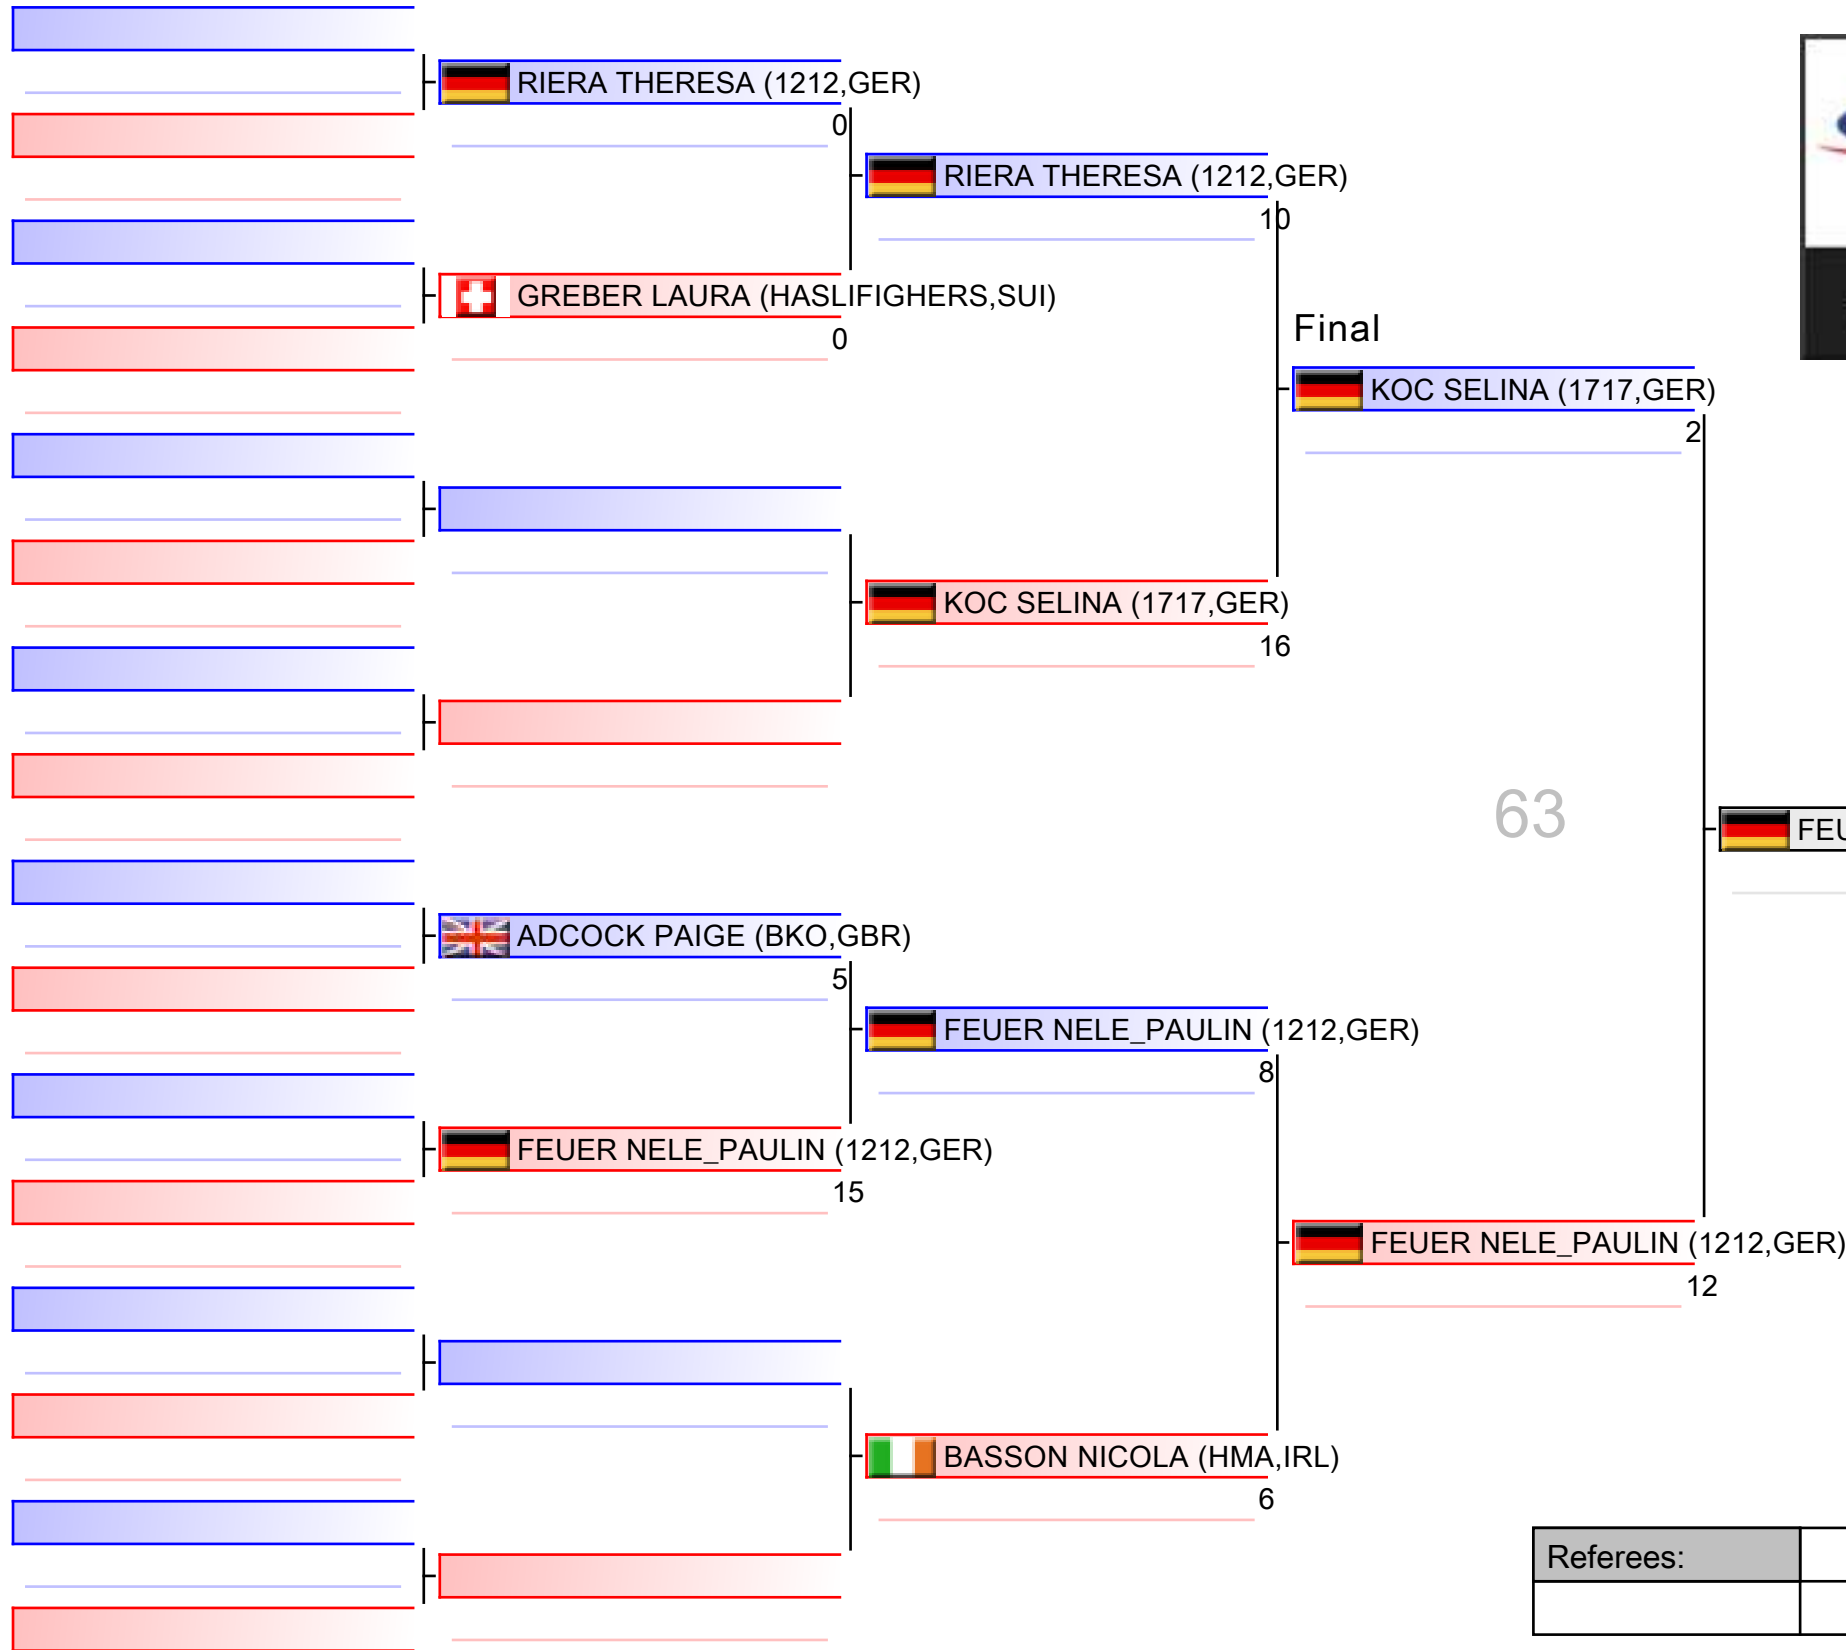 RIERA THERESA (1212,GER)
0
RIERA THERESA (1212,GER)
10
GREBER LAURA (HASLIFIGHERS,SUI)
0
Final
KOC SELINA (1717,GER)
2
KOC SELINA (1717,GER)
16
63
FEU
ADCOCK PAIGE (BKO,GBR)
5
FEUER NELE_PAULIN (1212,GER)
8
FEUER NELE_PAULIN (1212,GER)
15
FEUER NELE_PAULIN (1212,GER)
12
BASSON NICOLA (HMA,IRL)
6
Referees: